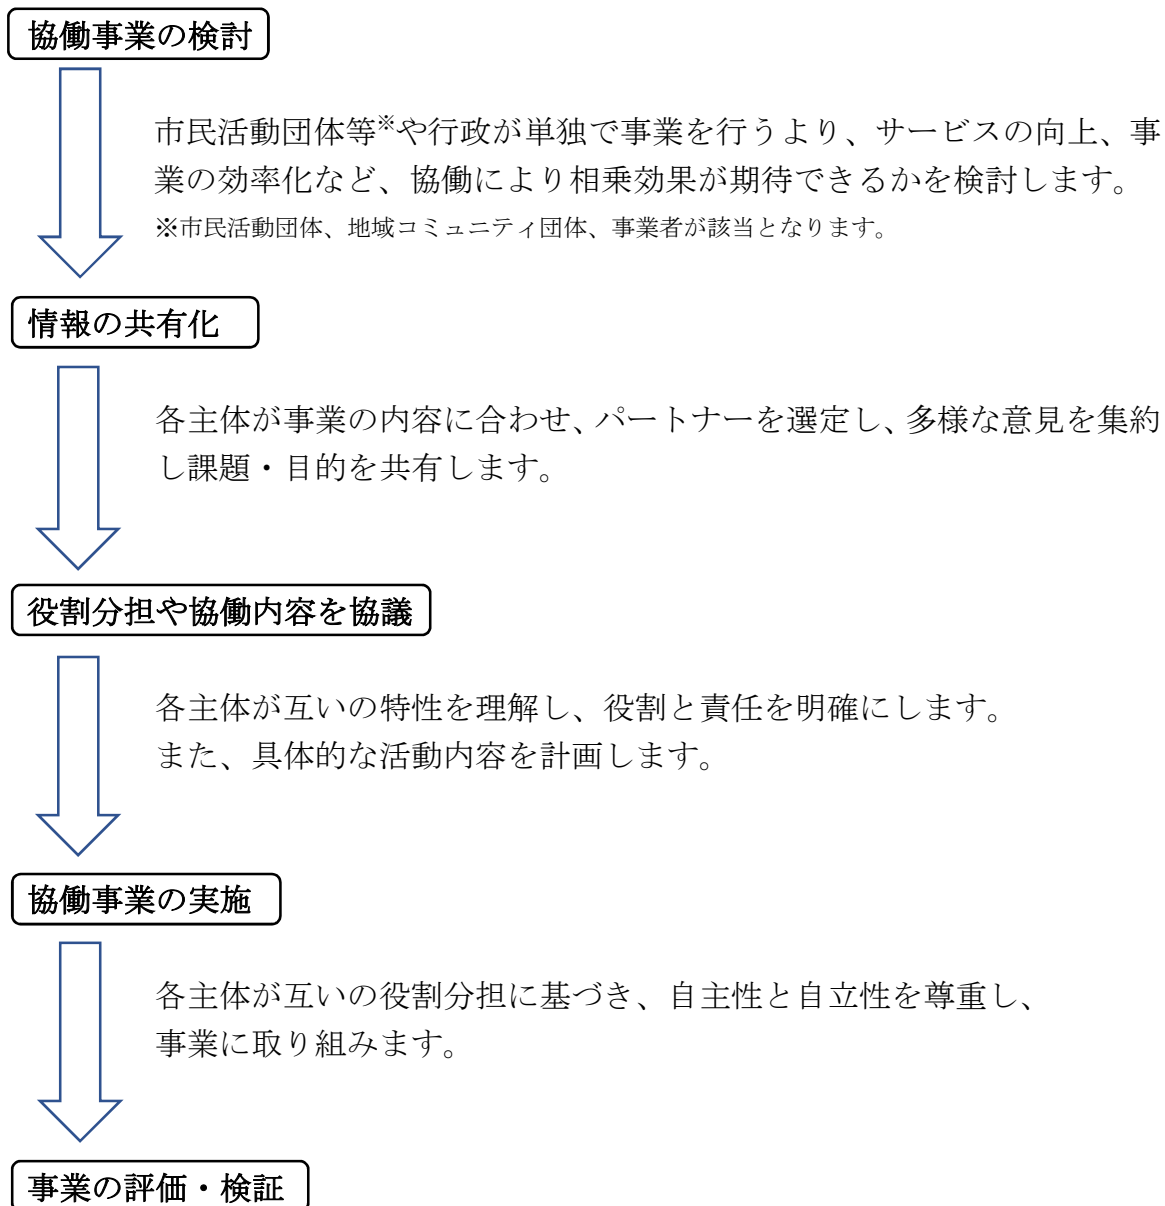 協働事業の検討
市民活動団体等※や行政が単独で事業を行うより、サービスの向上、事
業の効率化など、協働により相乗効果が期待できるかを検討します。
※市民活動団体、地域コミュニティ団体、事業者が該当となります。
情報の共有化
各主体が事業の内容に合わせ、パートナーを選定し、多様な意見を集約
し課題・目的を共有します。
役割分担や協働内容を協議
各主体が互いの特性を理解し、役割と責任を明確にします。
また、具体的な活動内容を計画します。
協働事業の実施
各主体が互いの役割分担に基づき、自主性と自立性を尊重し、
事業に取り組みます。
事業の評価・検証